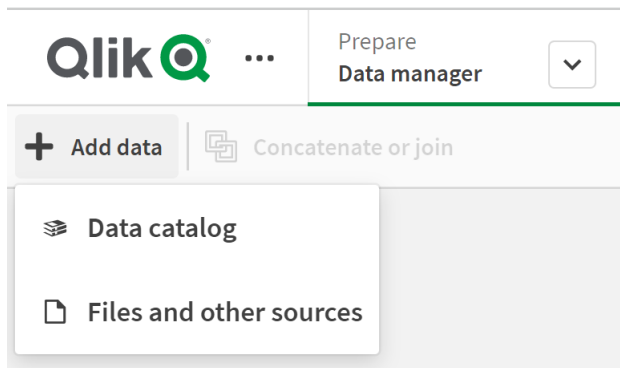 Qlik
Prepare
Data manager
Add data
Concatenate or join
Data catalog
Files and other sources